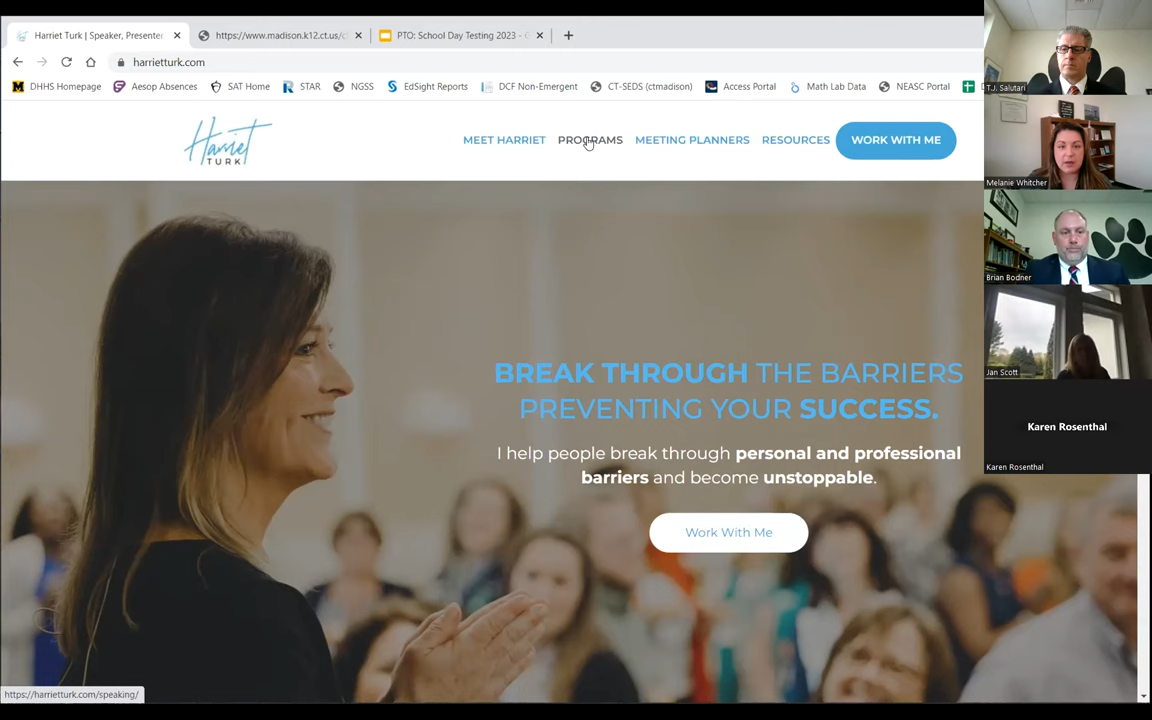 Harriet Turk | Speaker, Presente
https://www.madison.k12.ct.us/c
PTO: School Day Testing 2023 - G
harrietturk.com
DHHS Homepage
Aesop Absences
SAT Home
STAR
NGSS
EdSight Reports
DCF Non-Emergent
CT-SEDS (ctmadison)
Access Portal
Math Lab Data
NEASC Portal
Harriet
TURK
MEET HARRIET
PROGRAMS
MEETING PLANNERS
RESOURCES
WORK WITH ME
BREAK THROUGH THE BARRIERS
PREVENTING YOUR SUCCESS.
I help people break through personal and professional
barriers and become unstoppable.
Work With Me
https://harrietturk.com/speaking/
T.J. Salutari
Melanie Whitcher
Brian Bodner
Jan Scott
Karen Rosenthal
Karen Rosenthal